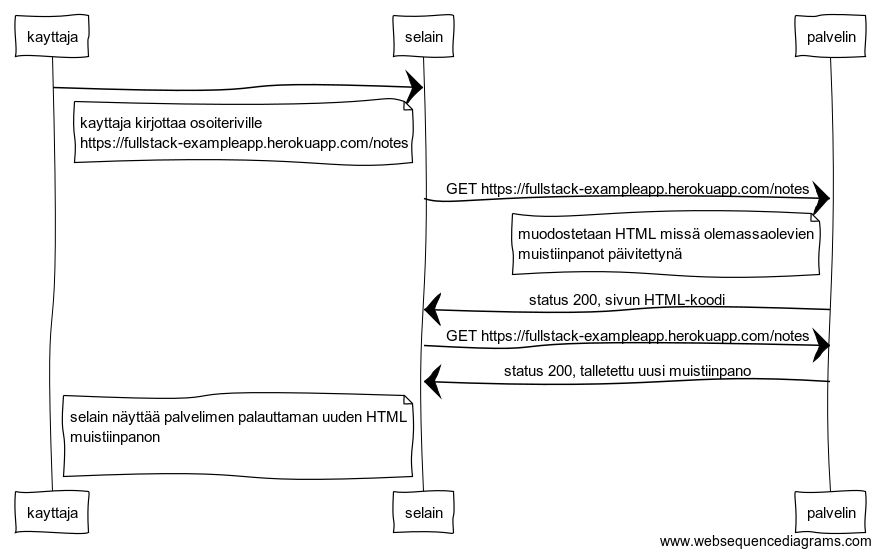 kayttaja selain palvelin
kayttaja kirjottaa osoiteriville
https://fullstack-exampleapp.herokuapp.com/notes
GET https://fullstack-exampleapp.herokuapp.com/notes
muodostetaan HTML missä olemassaolevien
muistiinpanot päivitettynä
status 200, sivun HTML-koodi
GET https://fullstack-exampleapp.herokuapp.com/notes
status 200, talletettu uusi muistiinpano
selain näyttää palvelimen palauttaman uuden HTML
muistiinpanon
kayttaja selain palvelin
www.websequencediagrams.com